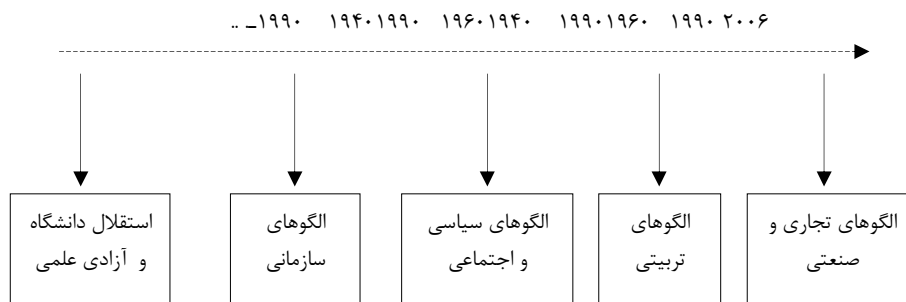 .. _۱۹۹۰ ۱۹۴۰۱۹۹۰ ۱۹۶۰۱۹۴۰ ۱۹۹۰۱۹۶۰ ۱۹۹۰ ۲۰۰۶
استقلال دانشگاه
و آزادی علمی
الگوهای
سازمانی
الگوهای سیاسی
و اجتماعی
الگوهای
تربیتی
الگوهای تجاری و
صنعتی